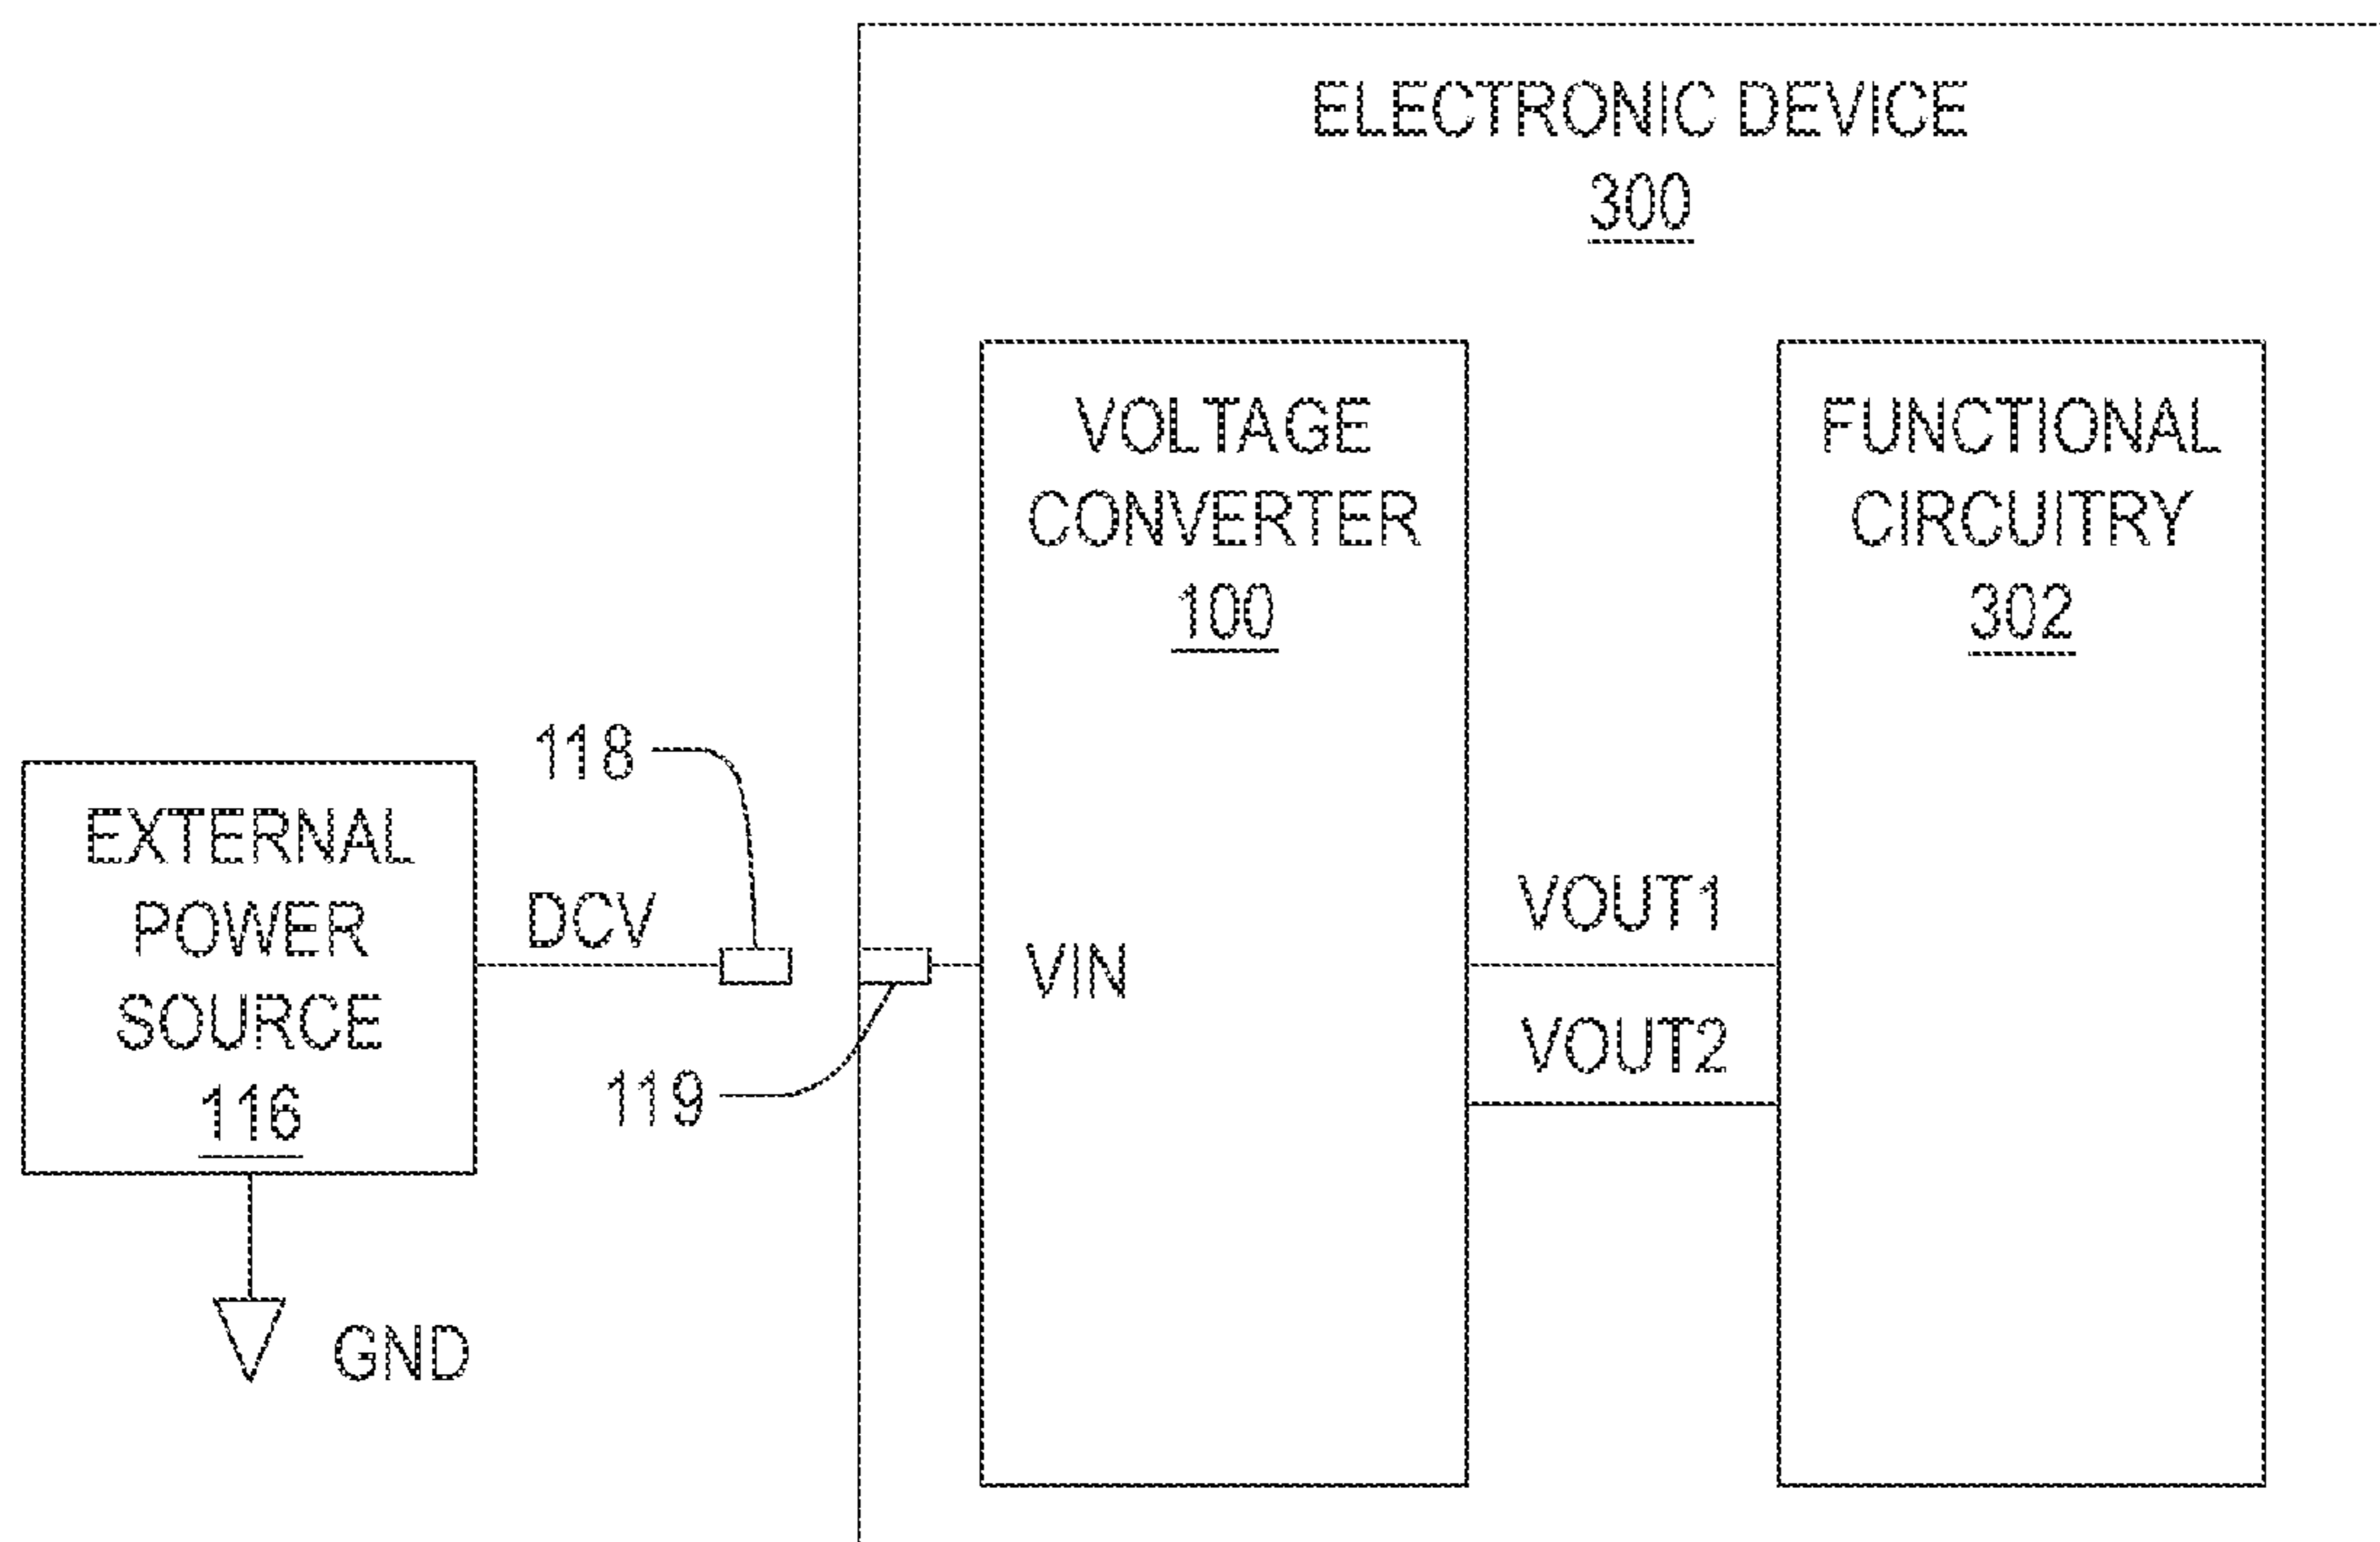 ELECTRONIC DEVICE
300
VOLTAGE
CONVERTER
100
FUNCTIONAL
CIRCUITRY
302
118
EXTERNAL
POWER
SOURCE
116
DCV
119
VIN
VOUT1
VOUT2
GND